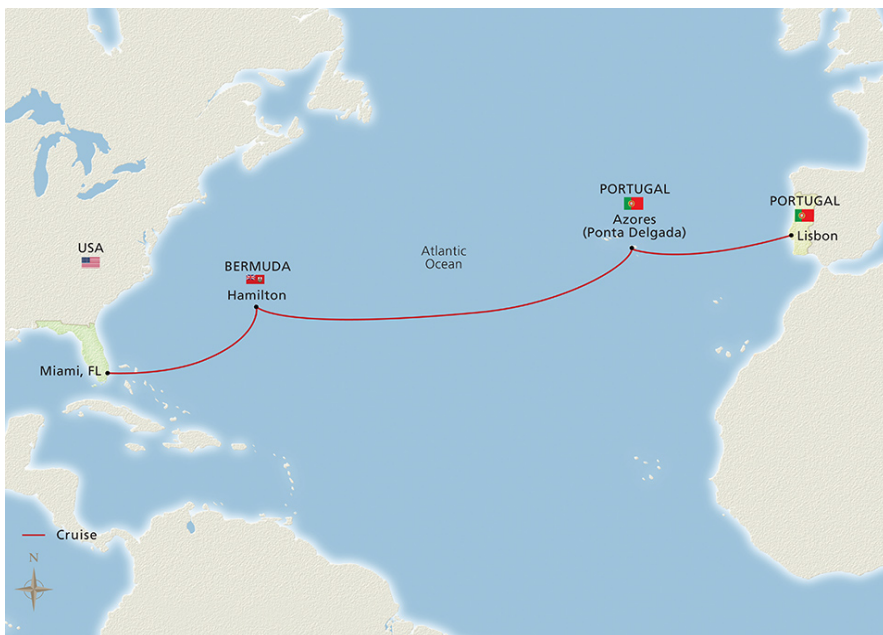 PORTUGAL
Azores
(Ponta Delgada)
PORTUGAL
Lisbon
USA
Atlantic
Ocean
BERMUDA
Hamilton
Miami, FL
Cruise
N